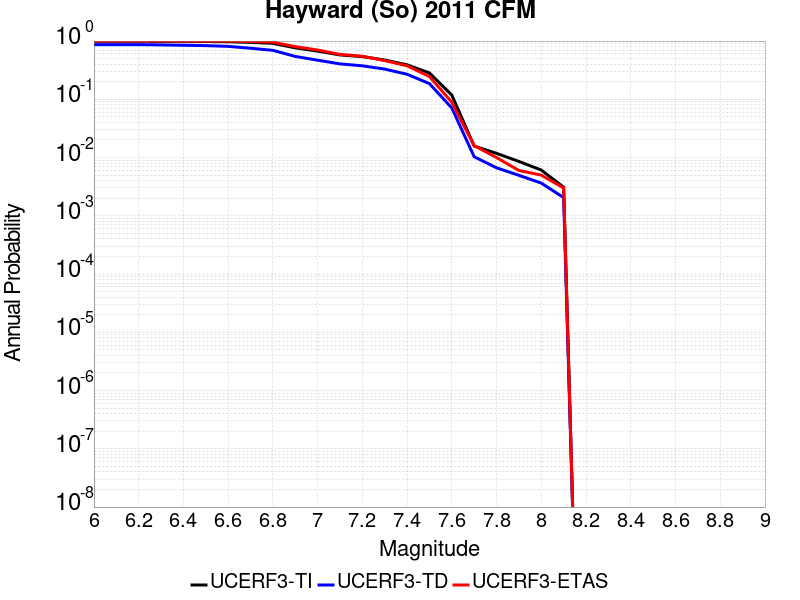 Hayward (So) 2011 CFM
Annual Probability
10^0
10^-1
10^-2
10^-3
10^-4
10^-5
10^-6
10^-7
10^-8
6 6.2 6.4 6.6 6.8 7 7.2 7.4 7.6 7.8 8 8.2 8.4 8.6 8.8 9
Magnitude
UCERF3-TI UCERF3-TD UCERF3-ETAS